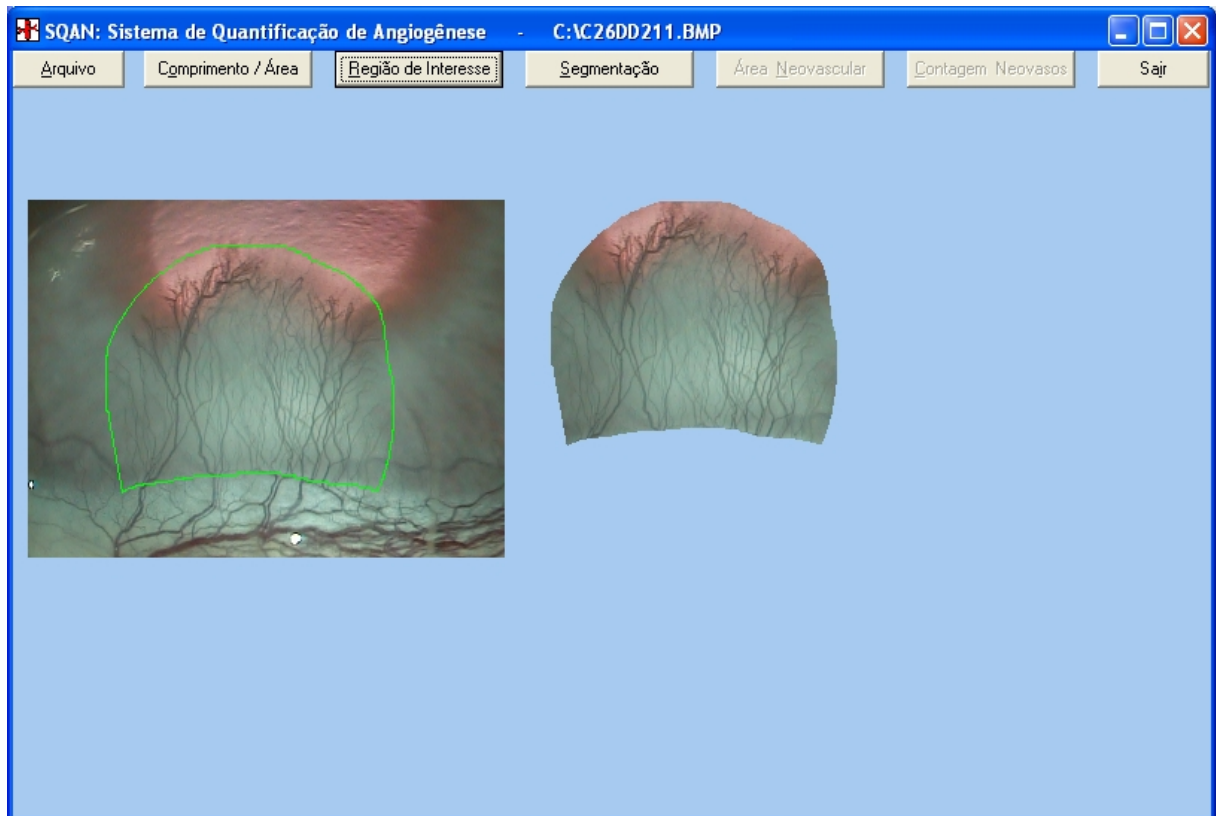 SQAN: Sistema de Quantificação de Angiogênese - C:\C26DD211.BMP
Arquivo Comprimento / Área Região de Interesse Segmentação Área Neovascular Contagem Neovasos Sair